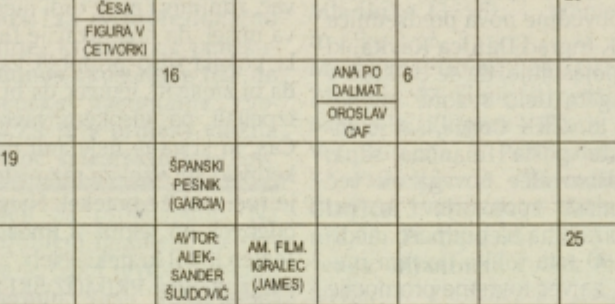 ČESA
FIGURA V
ČETVORKI
16
ANA PO
DALMAT.
6
OROSLAV
CAF
19
ŠPANSKI
PESNIK
(GARCIA)
AVTOR:
ALEK-
SANDER
ŠUJDOVIĆ
AM. FILM.
IGRALEC
(JAMES)
25